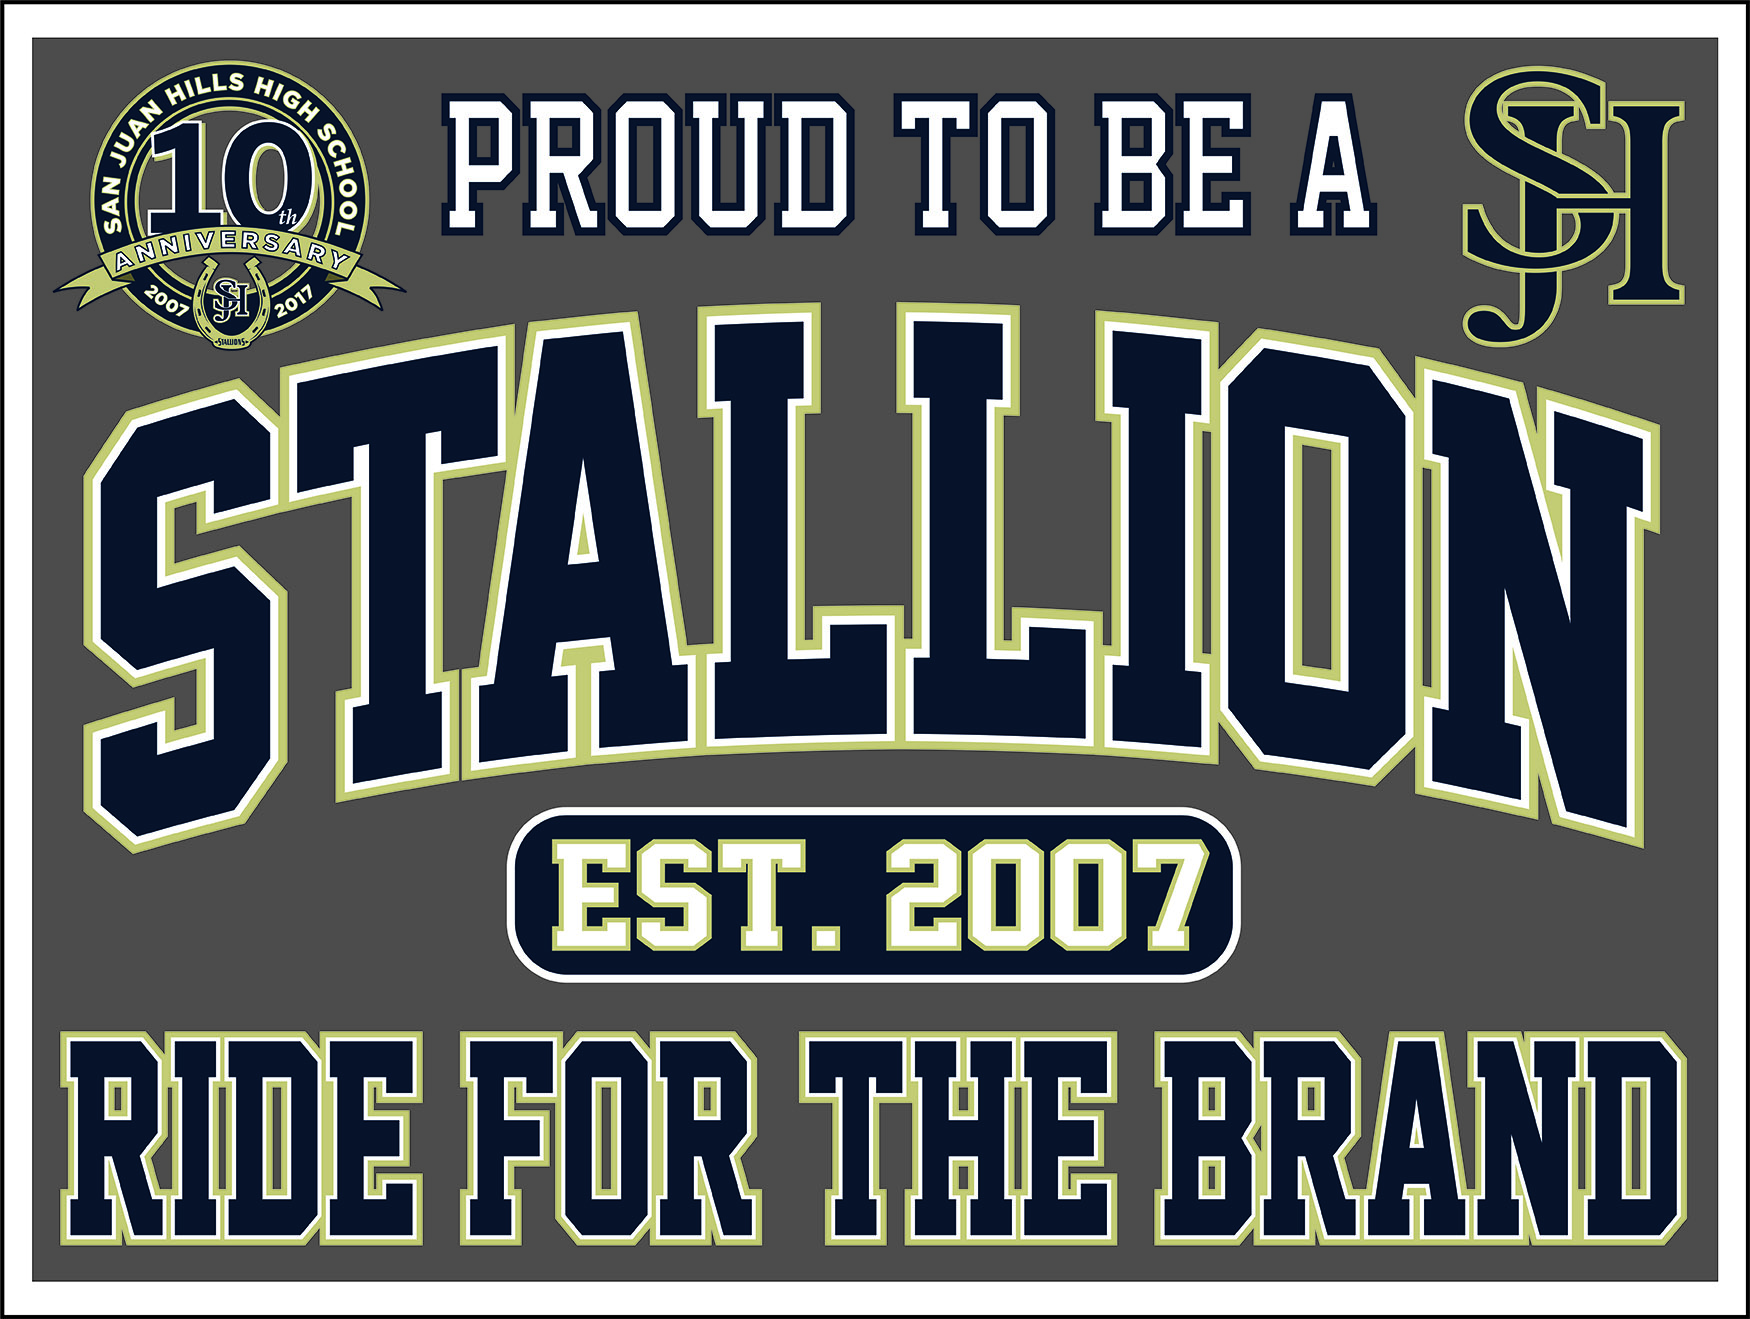 SAN JUAN HILLS HIGH SCHOOL
10th
ANNIVERSARY
2007 2017
SJH
STALLIONS
PROUD TO BE A
SJH
STALLION
EST. 2007
RIDE FOR THE BRAND